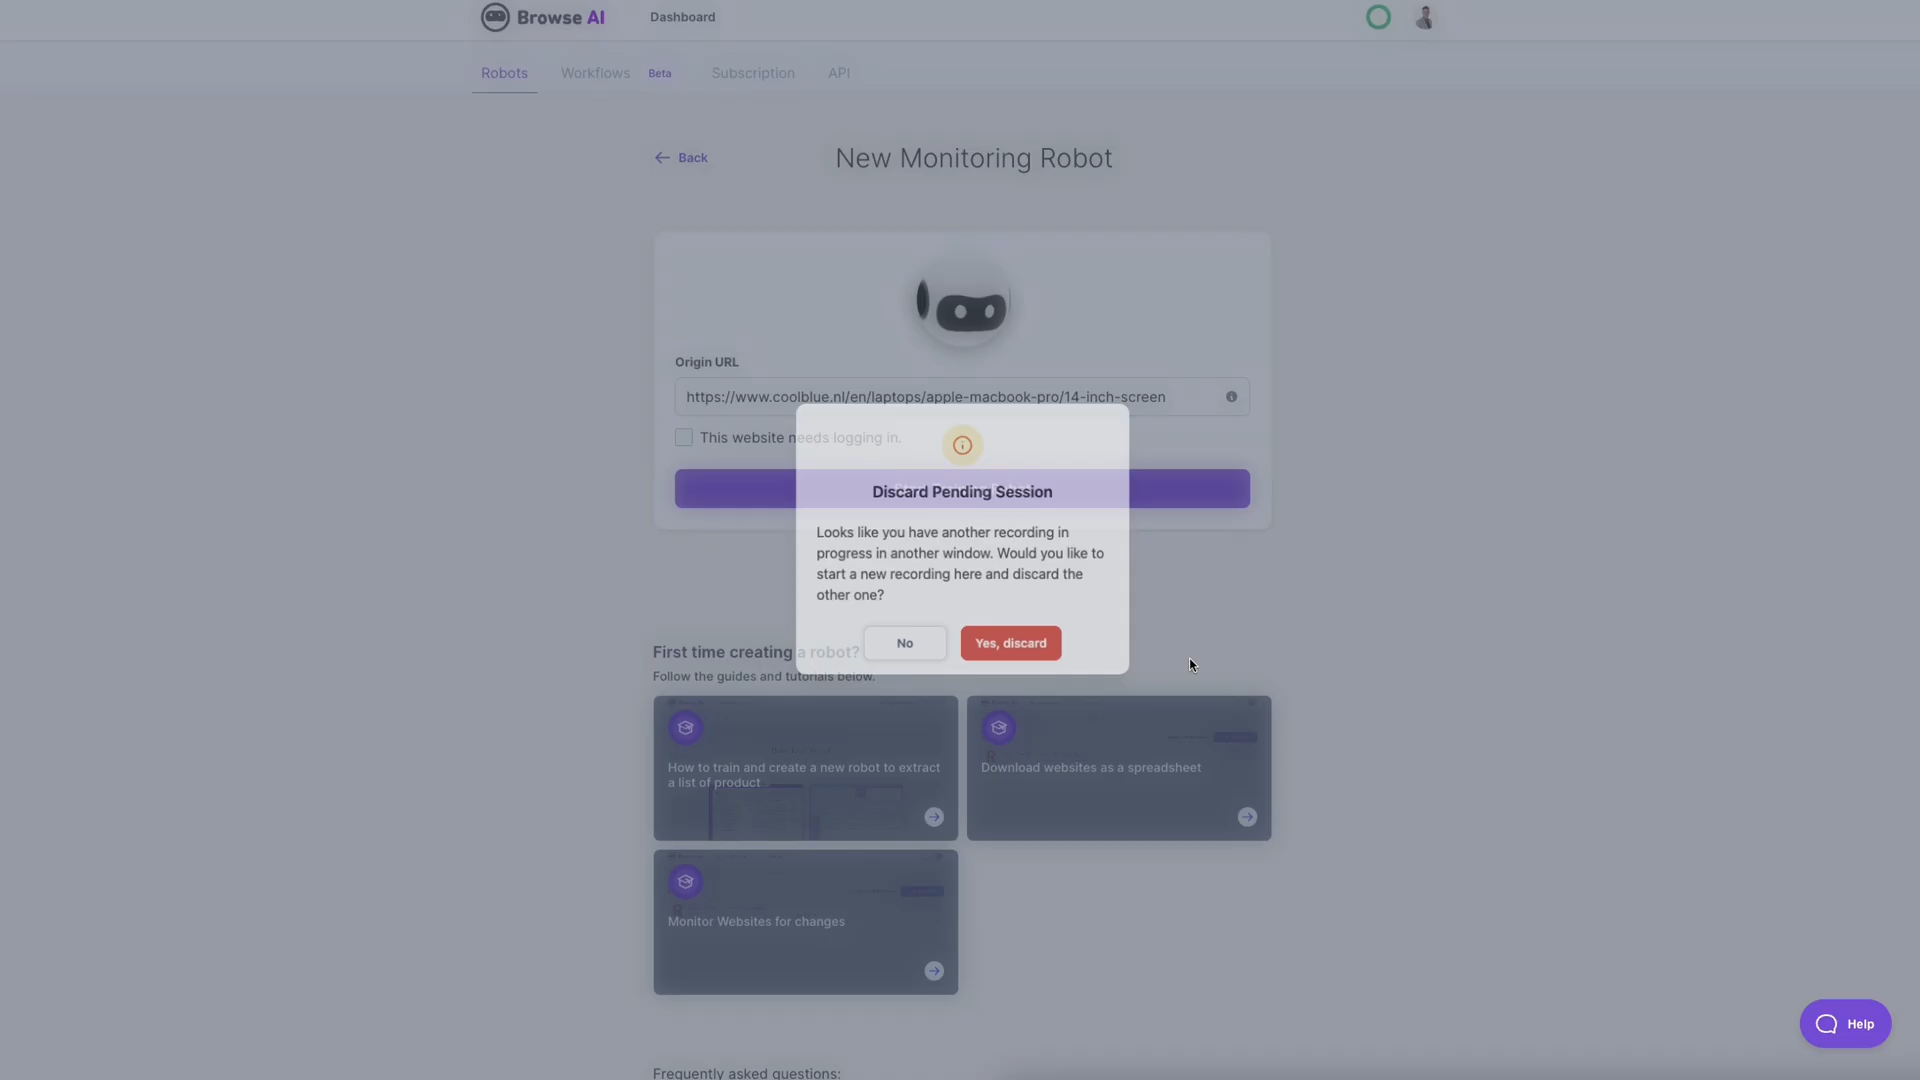 Browse AI
Dashboard
Robots
Workflows Beta
Subscription
API
Back
New Monitoring Robot
Origin URL
https://www.coolblue.nl/en/laptops/apple-macbook-pro/14-inch-screen
This website needs logging in.
Discard Pending Session
Looks like you have another recording in
progress in another window. Would you like to
start a new recording here and discard the
other one?
No
Yes, discard
First time creating a robot?
Follow the guides and tutorials below.
How to train and create a new robot to extract
a list of product
Download websites as a spreadsheet
Monitor Websites for changes
Help
Frequently asked questions: